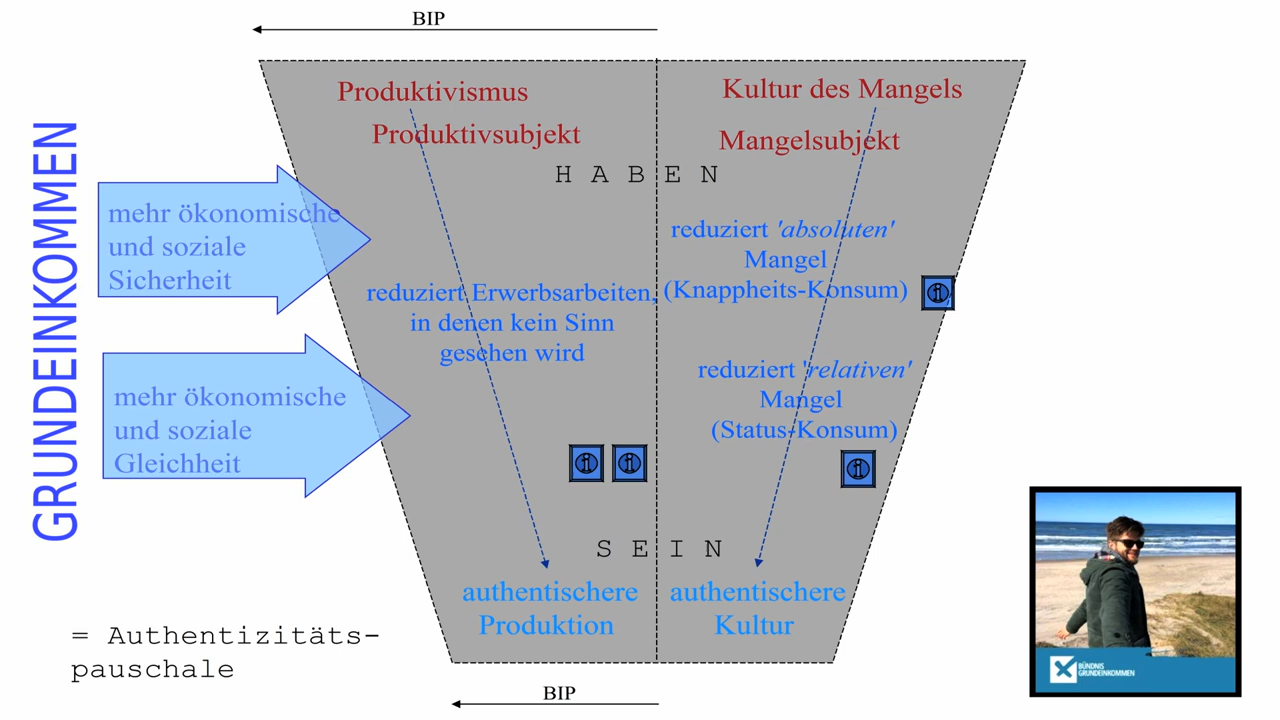 BIP
GRUNDEINKOMMEN
Produktivismus
Produktivsubjekt
Kultur des Mangels
Mangelsubjekt
HABEN
mehr ökonomische
und soziale
Sicherheit
reduziert Erwerbsarbeiten,
in denen kein Sinn
gesehen wird
reduziert 'absoluten'
Mangel
(Knappheits-Konsum)
mehr ökonomische
und soziale
Gleichheit
reduziert 'relativen'
Mangel
(Status-Konsum)
SEIN
authentischere
Produktion
authentischere
Kultur
= Authentizitäts-
pauschale
BIP
BÜNDNIS
GRUNDEINKOMMEN